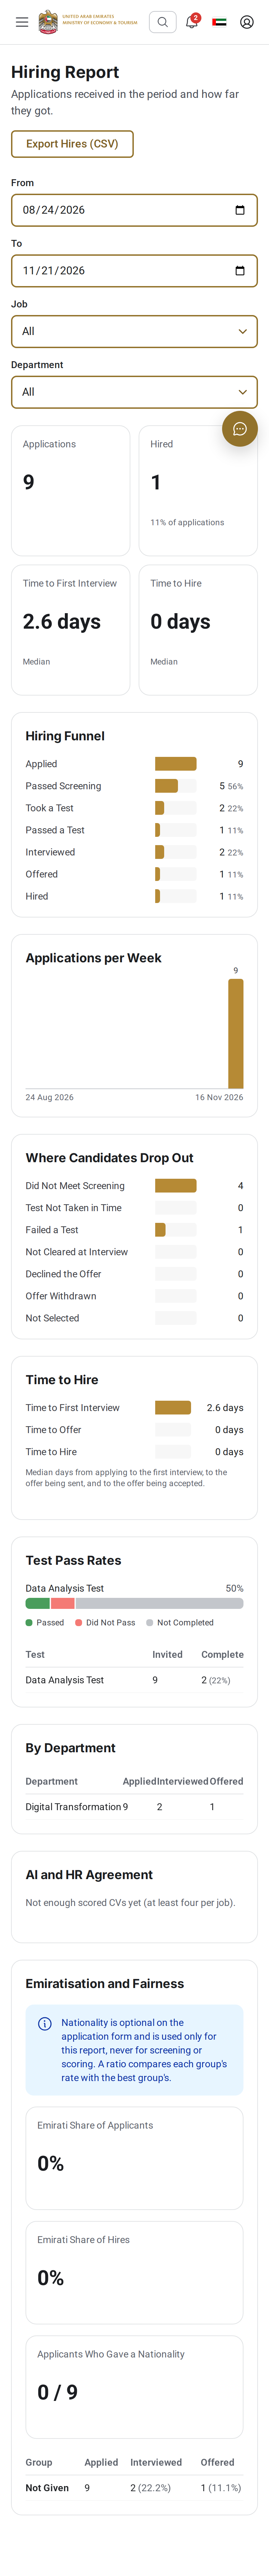 UNITED ARAB EMIRATES
MINISTRY OF ECONOMY & TOURISM
2
Hiring Report
Applications received in the period and how far
they got.
Export Hires (CSV)
From
08/24/2026
To
11/21/2026
Job
All
Department
All
Applications
9
Hired
1
11% of applications
Time to First Interview
2.6 days
Median
Time to Hire
0 days
Median
Hiring Funnel
Applied 9
Passed Screening 5 56%
Took a Test 2 22%
Passed a Test 1 11%
Interviewed 2 22%
Offered 1 11%
Hired 1 11%
Applications per Week
9
24 Aug 2026 16 Nov 2026
Where Candidates Drop Out
Did Not Meet Screening 4
Test Not Taken in Time 0
Failed a Test 1
Not Cleared at Interview 0
Declined the Offer 0
Offer Withdrawn 0
Not Selected 0
Time to Hire
Time to First Interview 2.6 days
Time to Offer 0 days
Time to Hire 0 days
Median days from applying to the first interview, to the
offer being sent, and to the offer being accepted.
Test Pass Rates
Data Analysis Test 50%
Passed Did Not Pass Not Completed
Test Invited Complete
Data Analysis Test 9 2 (22%)
By Department
Department Applied Interviewed Offered
Digital Transformation 9 2 1
AI and HR Agreement
Not enough scored CVs yet (at least four per job).
Emiratisation and Fairness
Nationality is optional on the
application form and is used only for
this report, never for screening or
scoring. A ratio compares each group's
rate with the best group's.
Emirati Share of Applicants
0%
Emirati Share of Hires
0%
Applicants Who Gave a Nationality
0 / 9
Group Applied Interviewed Offered
Not Given 9 2 (22.2%) 1 (11.1%)